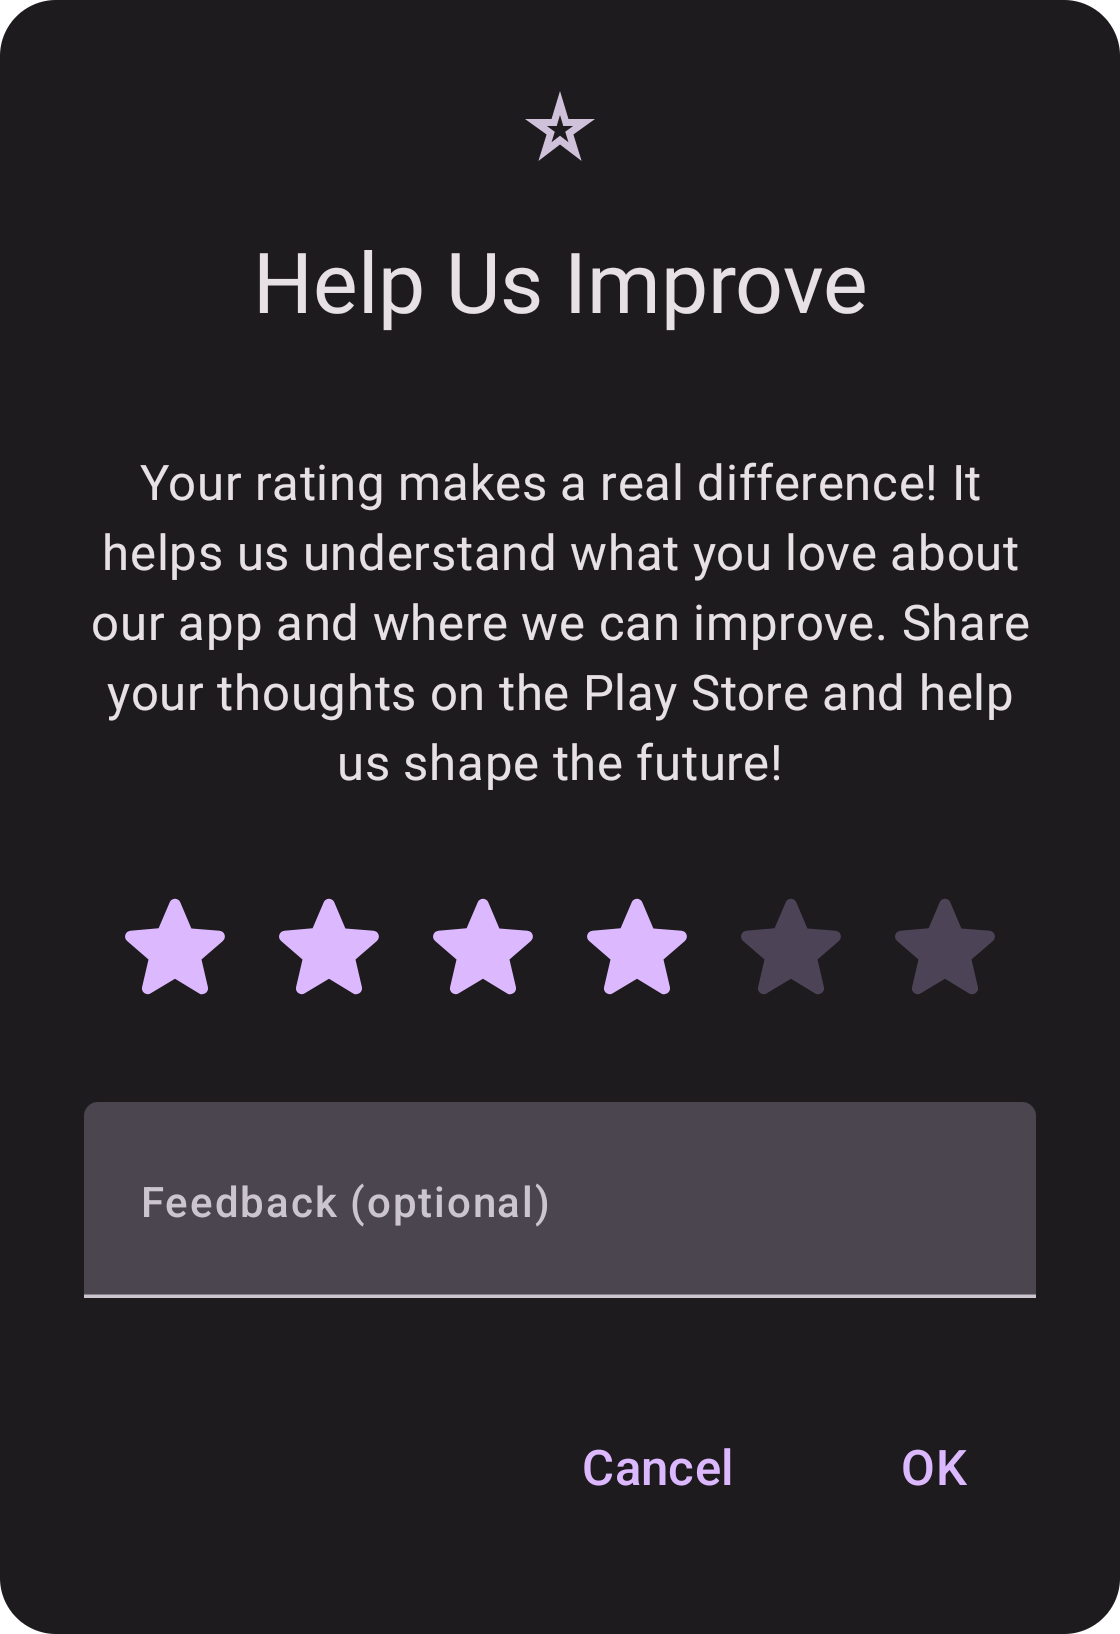 Help Us Improve
Your rating makes a real difference! It
helps us understand what you love about
our app and where we can improve. Share
your thoughts on the Play Store and help
us shape the future!
Feedback (optional)
Cancel OK